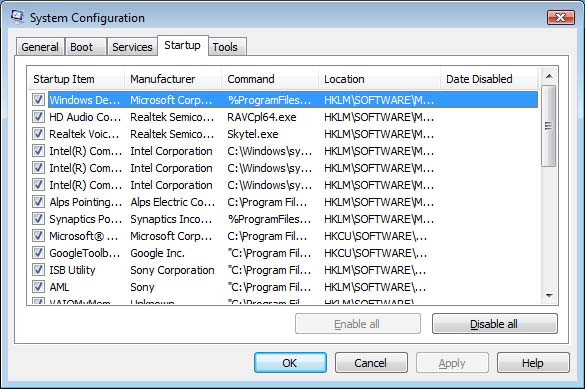 System Configuration
General Boot Services Startup Tools
Startup Item Manufacturer Command Location Date Disabled
Windows De... Microsoft Corp... %ProgramFiles... HKLM\SOFTWARE\M...
HD Audio Co... Realtek Semico... RAVCpl64.exe HKLM\SOFTWARE\M...
Realtek Voic... Realtek Semico... Skytel.exe HKLM\SOFTWARE\M...
Intel(R) Com... Intel Corporation C:\Windows\sy... HKLM\SOFTWARE\M...
Intel(R) Com... Intel Corporation C:\Windows\sy... HKLM\SOFTWARE\M...
Intel(R) Com... Intel Corporation C:\Windows\sy... HKLM\SOFTWARE\M...
Alps Pointing... Alps Electric Co... C:\Program Fil... HKLM\SOFTWARE\M...
Synaptics Po... Synaptics Inco... %ProgramFiles... HKLM\SOFTWARE\M...
Microsoft® ... Microsoft Corp... "C:\Program Fil... HKCU\SOFTWARE\...
GoogleToolb... Google Inc. "C:\Program Fil... HKCU\SOFTWARE\...
ISB Utility Sony Corporation "C:\Program Fil... HKLM\SOFTWARE\M...
AML Sony "C:\Program Fil... HKLM\SOFTWARE\M...
VAIOMyMem... Unknown "C:\Program Fil... HKLM\SOFTWARE\M...
Enable all Disable all
OK Cancel Apply Help